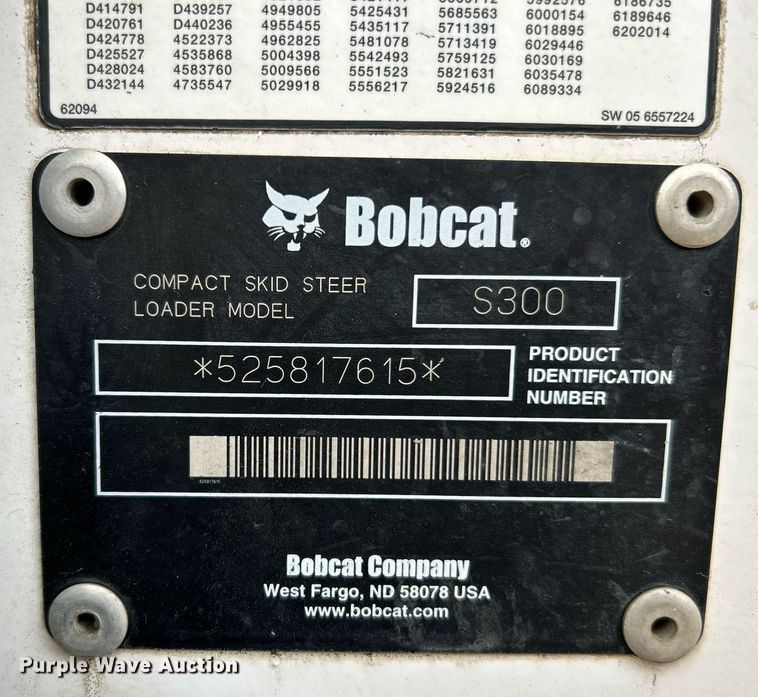 D414791 D439257 4949805 5425431 5685563 6000154 6189646
D420761 D440236 4955455 5435117 5711391 6018895 6202014
D424778 4522373 4962825 5481078 5713419 6029446
D425527 4535868 5004398 5542493 5759125 6030169
D428024 4583760 5009566 5551523 5821631 6035478
D432144 4735547 5029918 5556217 5924516 6089334
62094 SW 05 6557224
Bobcat®
COMPACT SKID STEER
LOADER MODEL
S300
*525817615*
PRODUCT
IDENTIFICATION
NUMBER
525817615
Bobcat Company
West Fargo, ND 58078 USA
www.bobcat.com
Purple Wave Auction